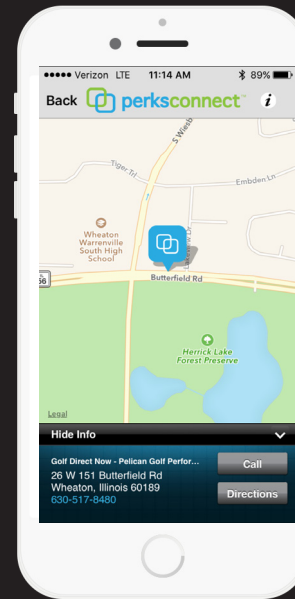 Verizon LTE 11:14 AM 89%
Back perksconnect™ i
S Wiesb
Tiger Trl
Embden Ln
Wheaton
Warrenville
South High
School
56
Butterfield Rd
Herrick Lake
Forest Preserve
Legal
Hide Info
Golf Direct Now - Pelican Golf Perfor...
26 W 151 Butterfield Rd
Wheaton, Illinois 60189
630-517-8480
Call
Directions